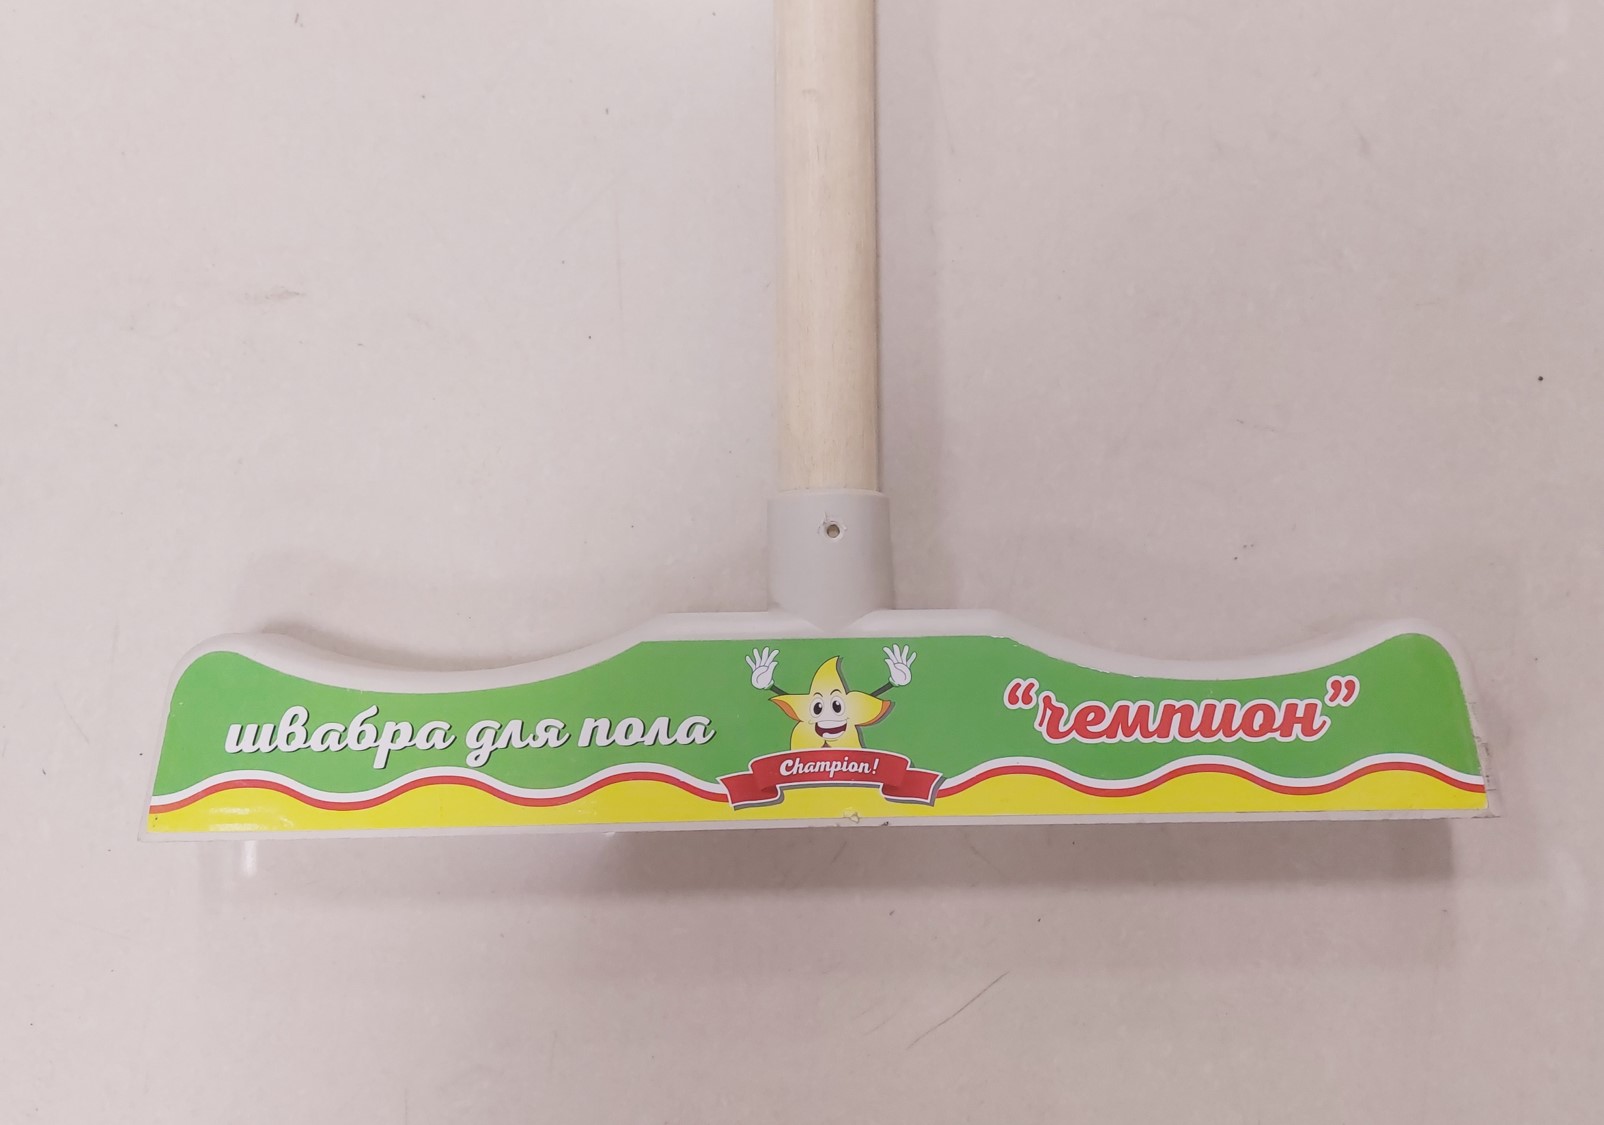 швабра для пола
Champion!
“чемпион”